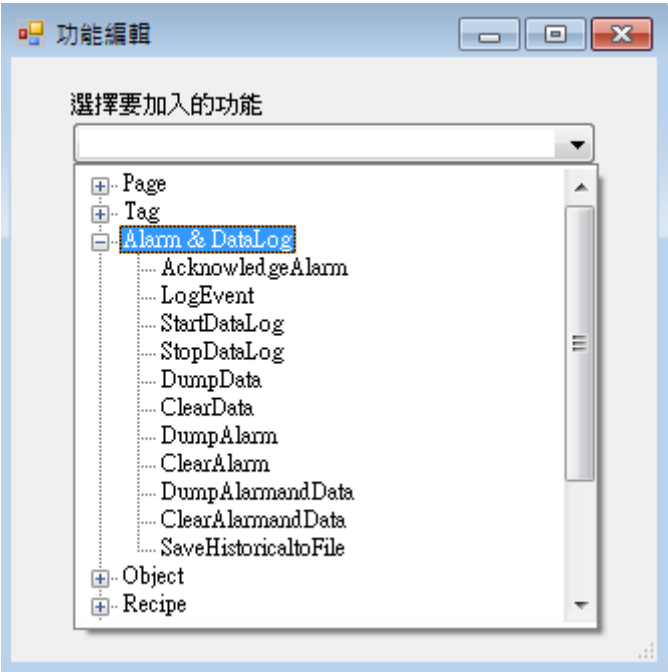 功能編輯
選擇要加入的功能
Page
Tag
Alarm & DataLog
AcknowledgeAlarm
LogEvent
StartDataLog
StopDataLog
DumpData
ClearData
DumpAlarm
ClearAlarm
DumpAlarmandData
ClearAlarmandData
SaveHistoricaltoFile
Object
Recipe